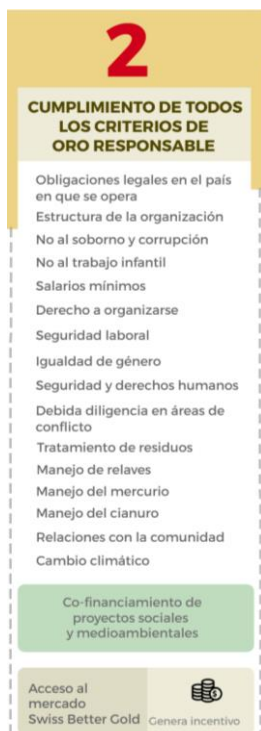 2
CUMPLIMIENTO DE TODOS
LOS CRITERIOS DE
ORO RESPONSABLE
Obligaciones legales en el país
en que se opera
Estructura de la organización
No al soborno y corrupción
No al trabajo infantil
Salarios mínimos
Derecho a organizarse
Seguridad laboral
Igualdad de género
Seguridad y derechos humanos
Debida diligencia en áreas de
conflicto
Tratamiento de residuos
Manejo de relaves
Manejo del mercurio
Manejo del cianuro
Relaciones con la comunidad
Cambio climático
Co-financiamiento de
proyectos sociales
y medioambientales
Acceso al
mercado
Swiss Better Gold
Genera incentivo